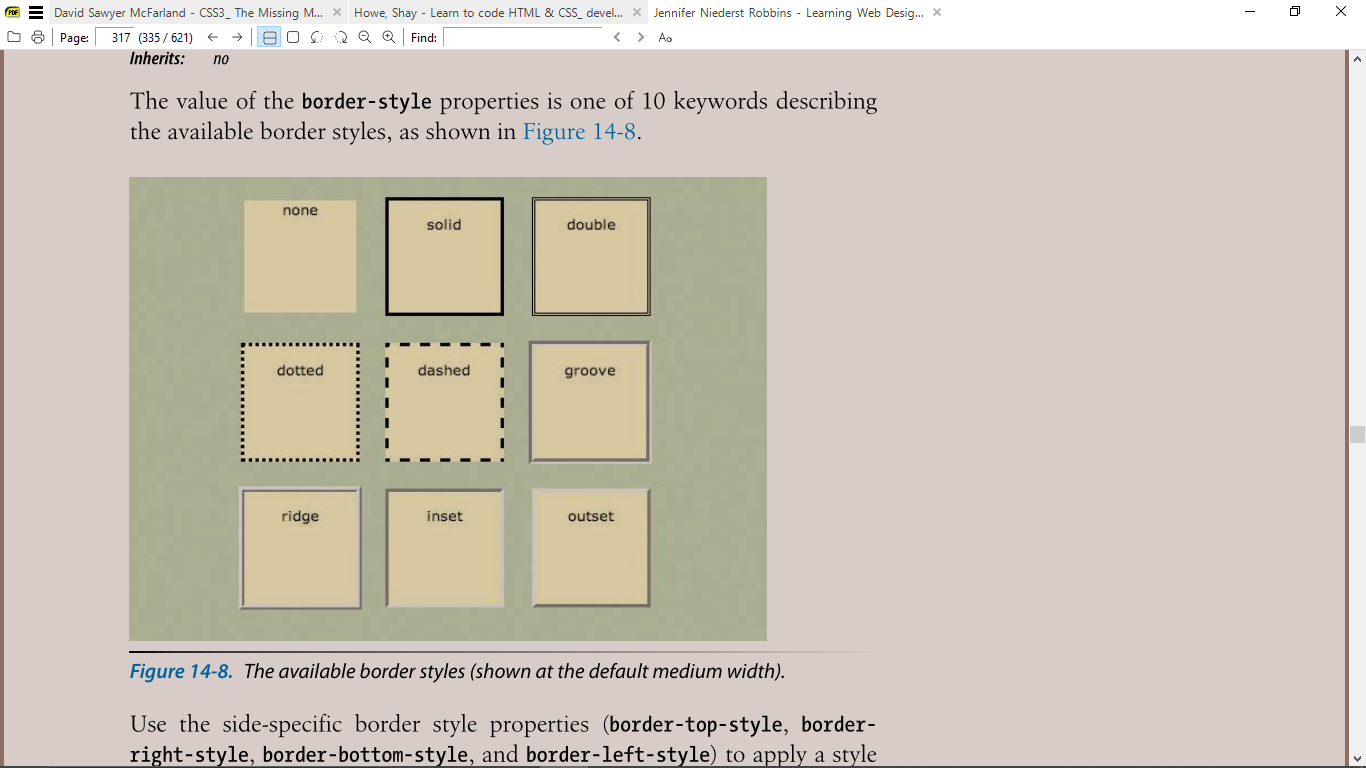 David Sawyer McFarland - CSS3_ The Missing M...
Howe, Shay - Learn to code HTML & CSS_ devel...
Jennifer Niederst Robbins - Learning Web Desig...
PDF
Page: 317 (335 / 621)
Find:
Aa
Inherits: no
The value of the border-style properties is one of 10 keywords describing
the available border styles, as shown in Figure 14-8.
none
solid
double
dotted
dashed
groove
ridge
inset
outset
Figure 14-8. The available border styles (shown at the default medium width).
Use the side-specific border style properties (border-top-style, border-
right-style, border-bottom-style, and border-left-style) to apply a style